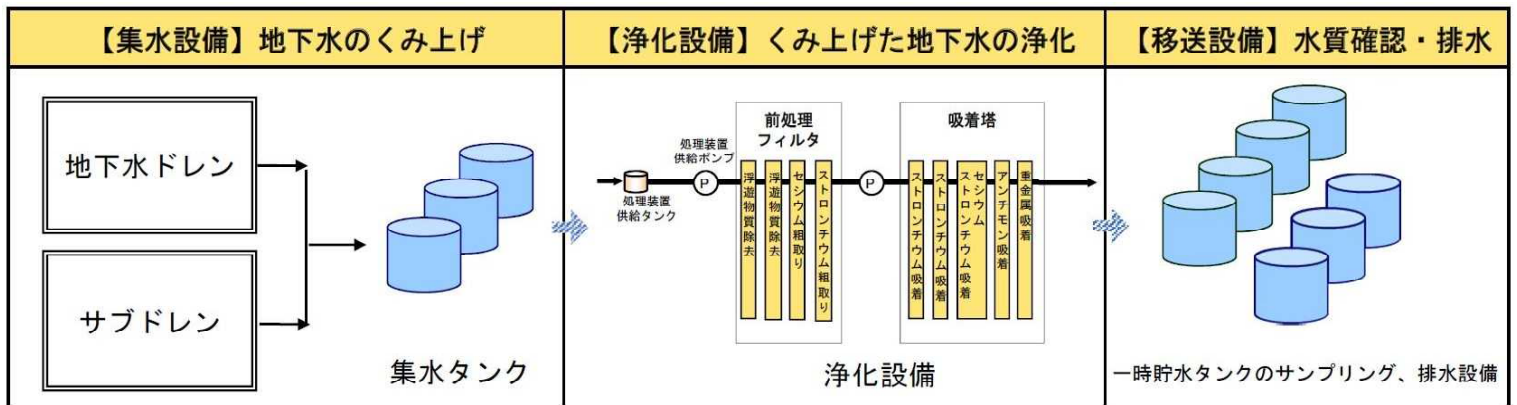 【集水設備】地下水のくみ上げ
【浄化設備】くみ上げた地下水の浄化
【移送設備】水質確認・排水
地下水ドレン
サブドレン
集水タンク
処理装置
供給タンク
処理装置
供給ポンプ
P
前処理
フィルタ
浮遊物質除去
浮遊物質除去
セシウム粗取り
ストロンチウム粗取り
P
吸着塔
ストロンチウム吸着
ストロンチウム吸着
セシウム
ストロンチウム吸着
アンチモン吸着
重金属吸着
浄化設備
一時貯水タンクのサンプリング、排水設備